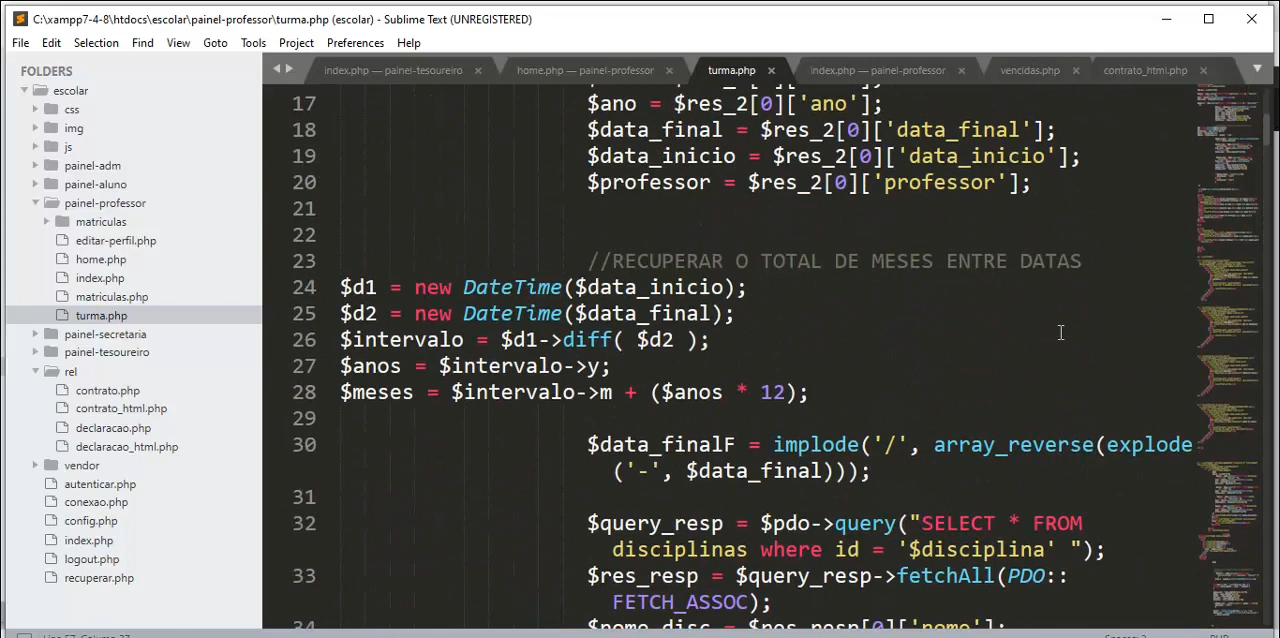 C:\xampp7-4-8\htdocs\escolar\painel-professor\turma.php (escolar) - Sublime Text (UNREGISTERED)
File Edit Selection Find View Goto Tools Project Preferences Help
FOLDERS
escolar
css
img
js
painel-adm
painel-aluno
painel-professor
matriculas
editar-perfil.php
home.php
index.php
matriculas.php
turma.php
painel-secretaria
painel-tesoureiro
rel
contrato.php
contrato_html.php
declaracao.php
declaracao_html.php
vendor
autenticar.php
conexao.php
config.php
index.php
logout.php
recuperar.php
index.php — painel-tesoureiro
home.php — painel-professor
turma.php
index.php — painel-professor
vencidas.php
contrato_html.php
17 $ano = $res_2[0]['ano'];
18 $data_final = $res_2[0]['data_final'];
19 $data_inicio = $res_2[0]['data_inicio'];
20 $professor = $res_2[0]['professor'];
21
22
23 //RECUPERAR O TOTAL DE MESES ENTRE DATAS
24 $d1 = new DateTime($data_inicio);
25 $d2 = new DateTime($data_final);
26 $intervalo = $d1->diff( $d2 );
27 $anos = $intervalo->y;
28 $meses = $intervalo->m + ($anos * 12);
29
30 $data_finalF = implode('/', array_reverse(explode
('-', $data_final)));
31
32 $query_resp = $pdo->query("SELECT * FROM
disciplinas where id = '$disciplina' ");
33 $res_resp = $query_resp->fetchAll(PDO::
FETCH_ASSOC);
34 $nome_disc = $res_resp[0]['nome'];